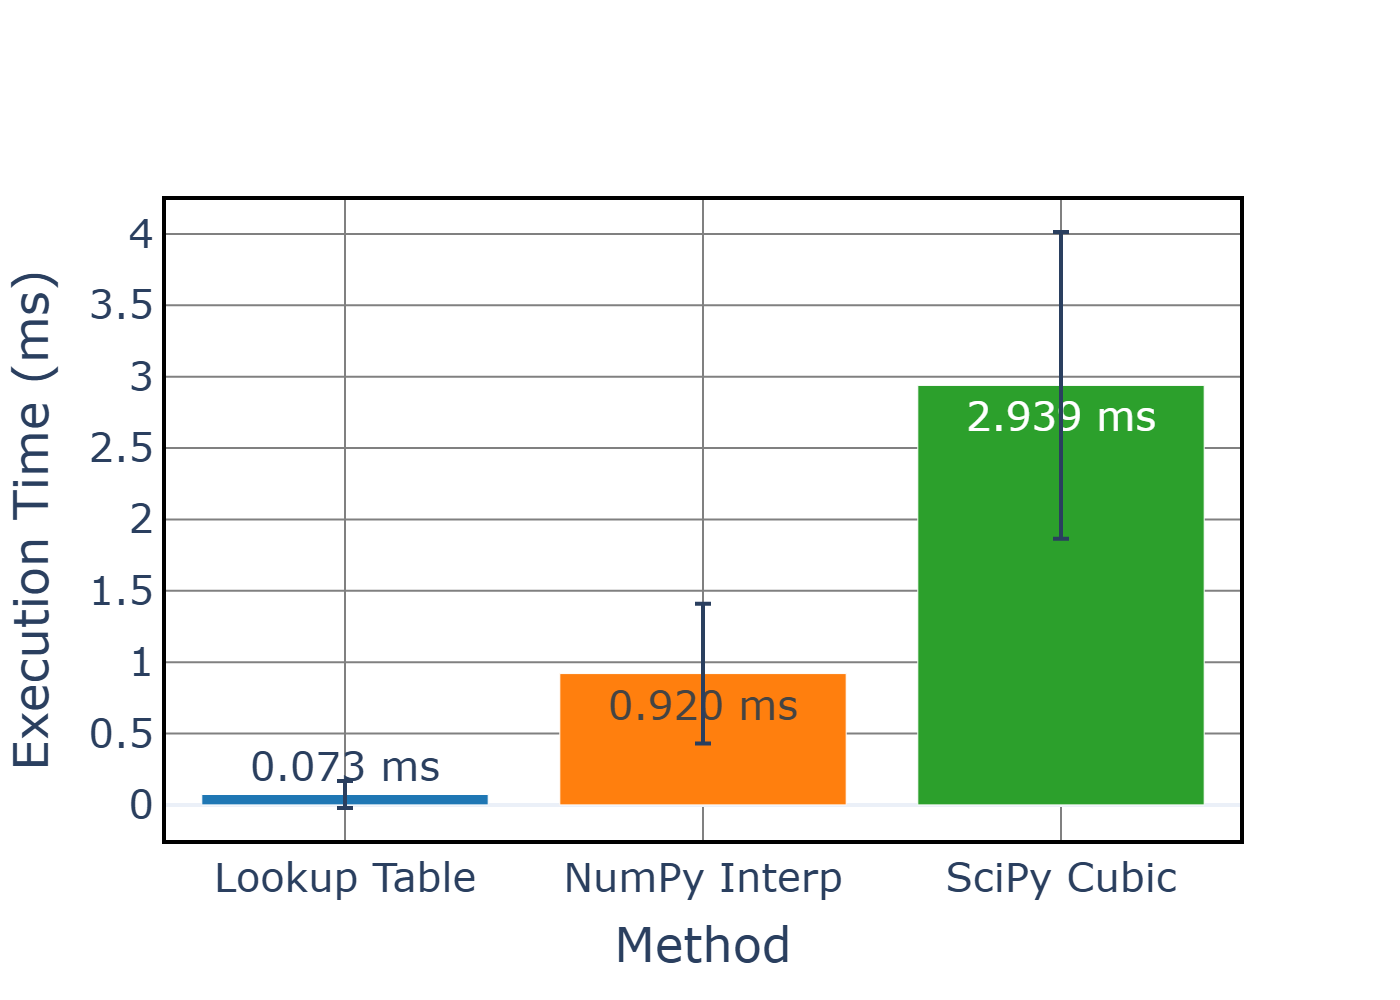 Execution Time (ms)
4
3.5
3
2.5
2
1.5
1
0.5
0
0.073 ms
0.920 ms
2.939 ms
Lookup Table
NumPy Interp
SciPy Cubic
Method